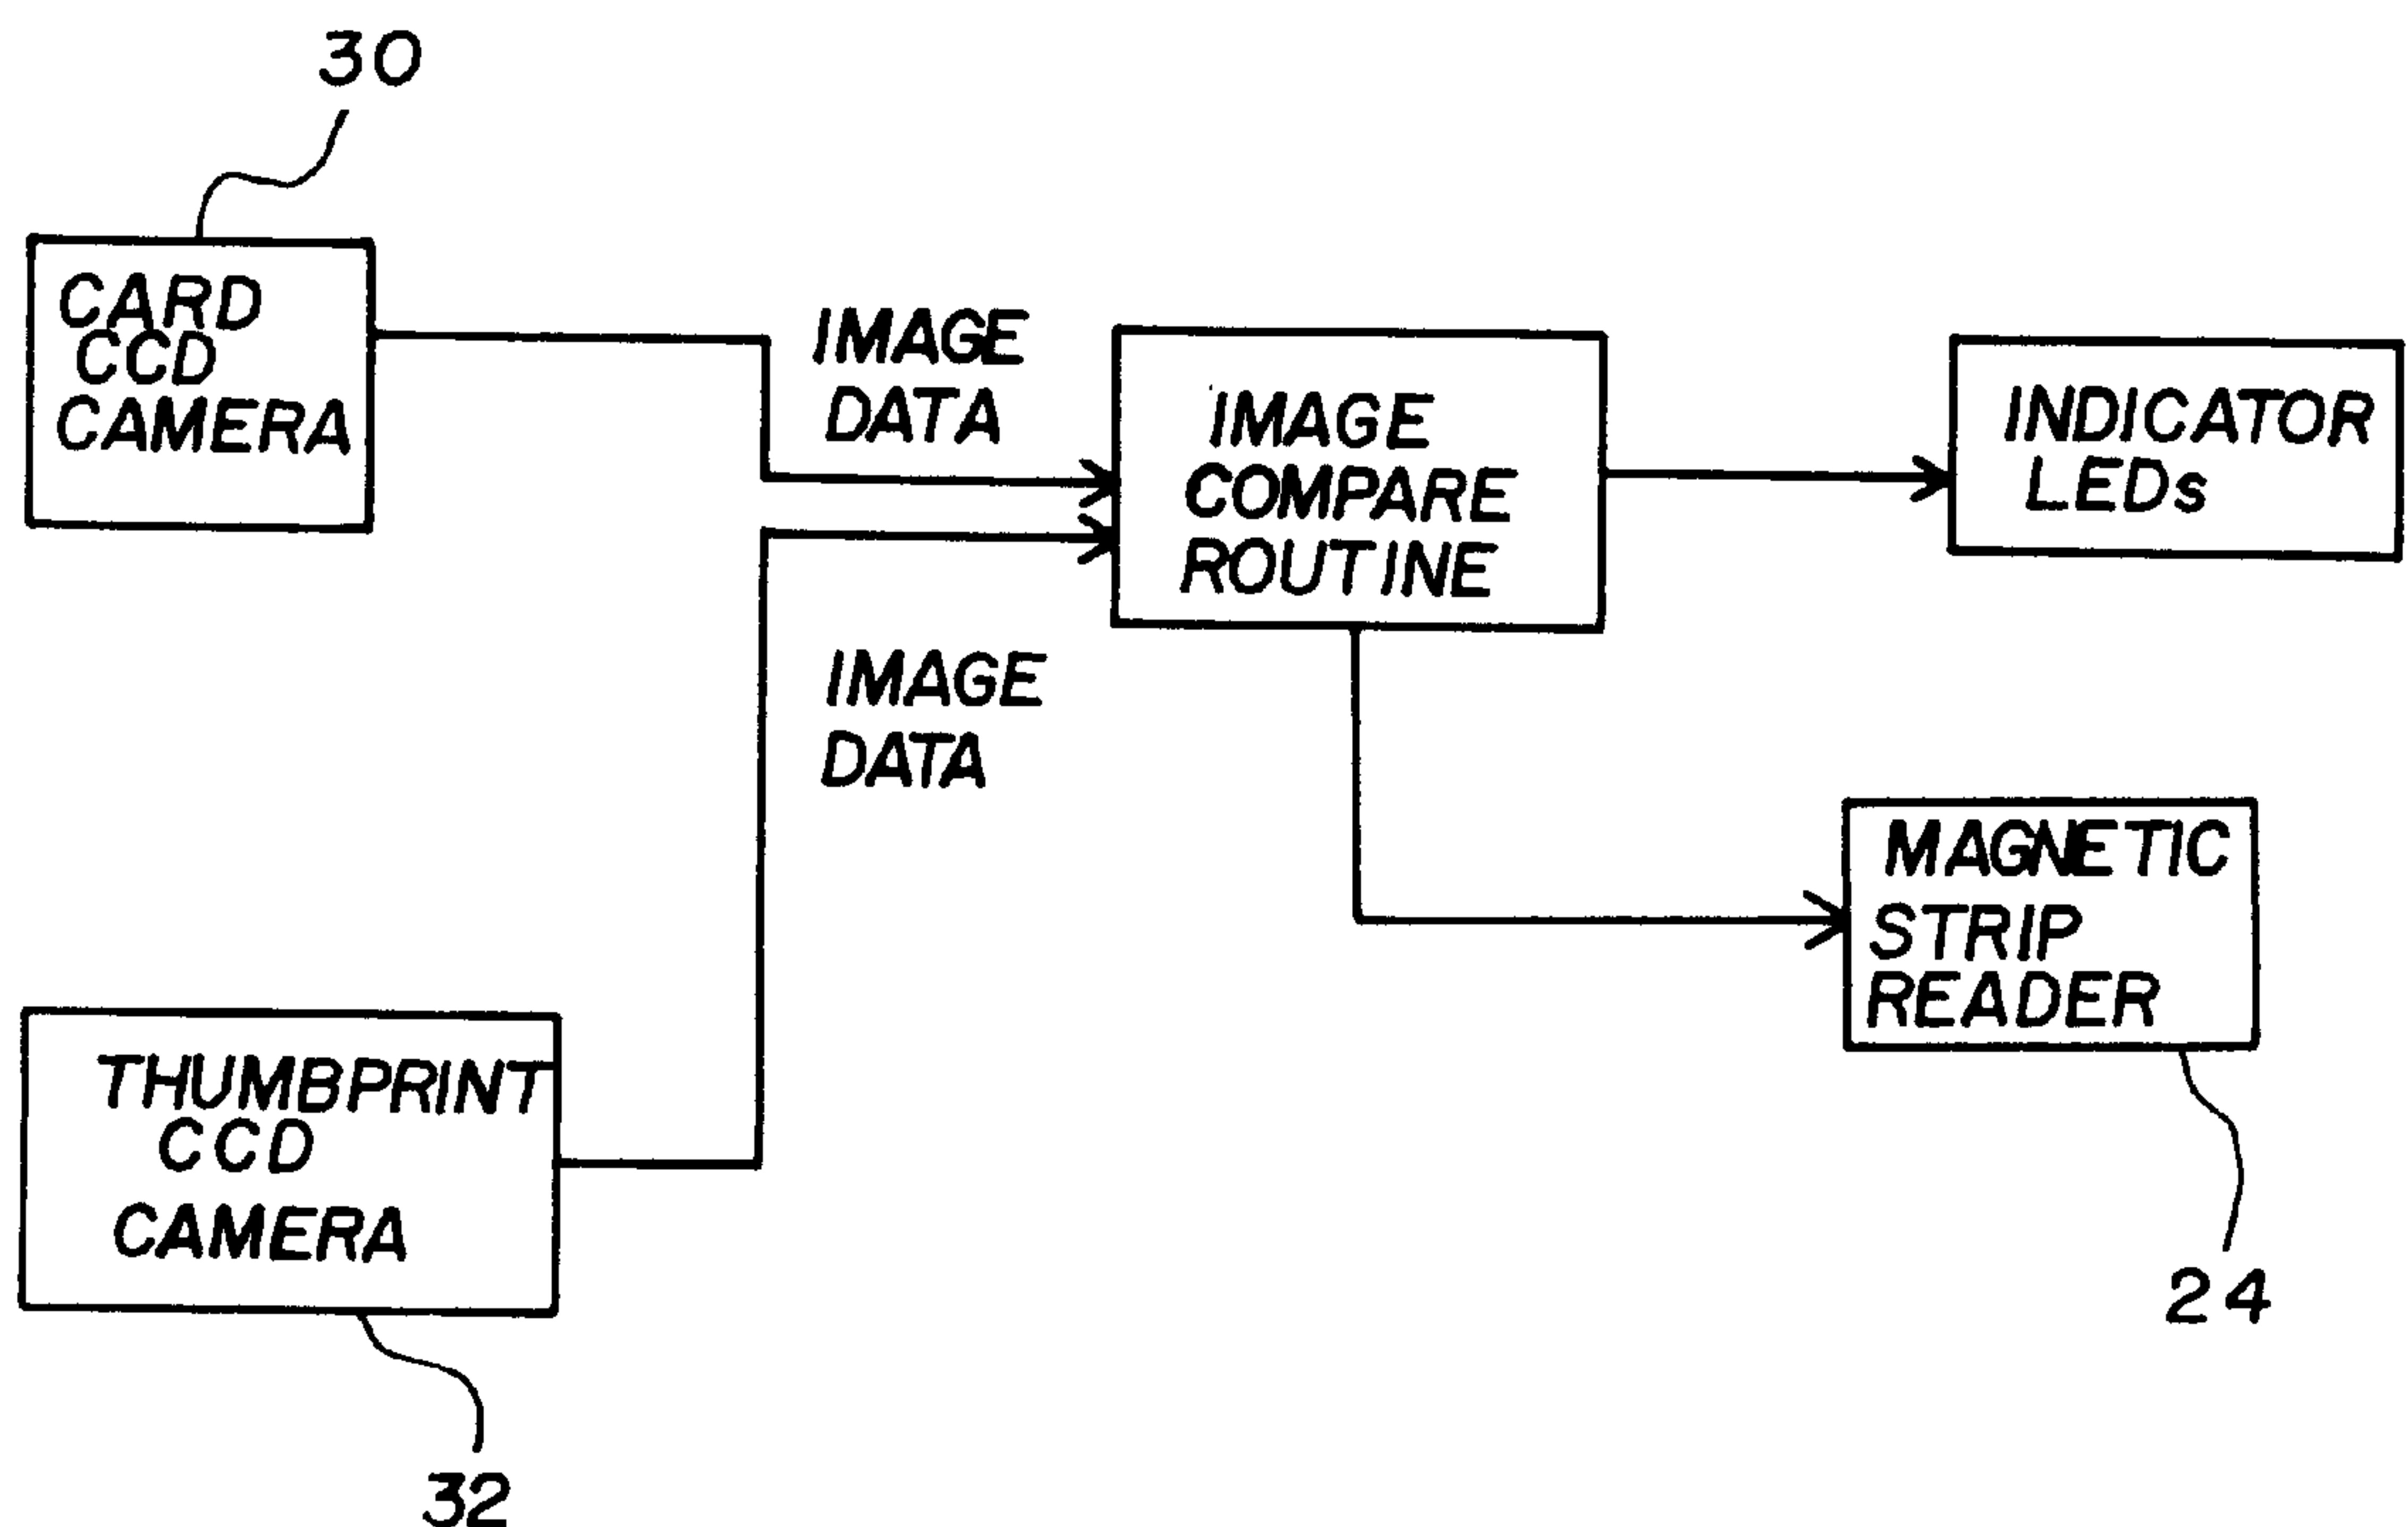 30
CARD
CCD
CAMERA
IMAGE
DATA
IMAGE
COMPARE
ROUTINE
INDICATOR
LEDs
IMAGE
DATA
MAGNETIC
STRIP
READER
24
THUMBPRINT
CCD
CAMERA
32